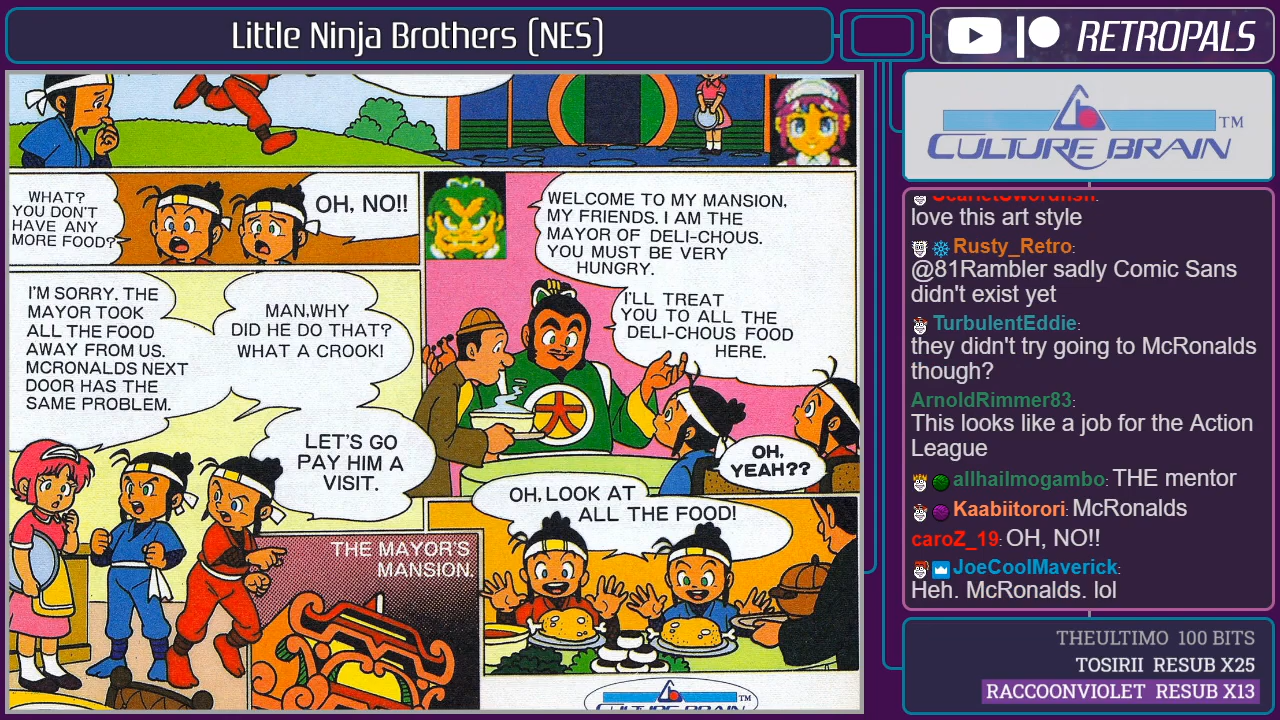 Little Ninja Brothers (NES)
RETROPALS
CULTURE BRAIN TM
WHAT?
YOU DON'T
HAVE ANY
MORE FOOD?
OH, NO!!
WELCOME TO MY MANSION,
MY FRIENDS. I AM THE
MAYOR OF DELI-CHOUS.
YOU MUST BE VERY
HUNGRY.
I'LL TREAT
YOU TO ALL THE
DELI-CHOUS FOOD
HERE.
I'M SORRY. THE
MAYOR TOOK
ALL THE FOOD
AWAY FROM US.
MCRONALDS NEXT
DOOR HAS THE
SAME PROBLEM.
MAN,WHY
DID HE DO THAT?
WHAT A CROOK!
LET'S GO
PAY HIM A
VISIT.
大
OH,
YEAH??
THE MAYOR'S
MANSION.
OH, LOOK AT
ALL THE FOOD!
CULTURE BRAIN TM
love this art style
Rusty_Retro:
@81Rambler sadly Comic Sans
didn't exist yet
TurbulentEddie:
they didn't try going to McRonalds
though?
ArnoldRimmer83:
This looks like a job for the Action
League
allhailmogambo: THE mentor
Kaabiitorori: McRonalds
caroZ_19: OH, NO!!
JoeCoolMaverick:
Heh. McRonalds. lol
THEULTIMO 100 BITS
TOSIRII RESUB X25
RACCOONVIOLET RESUB X13